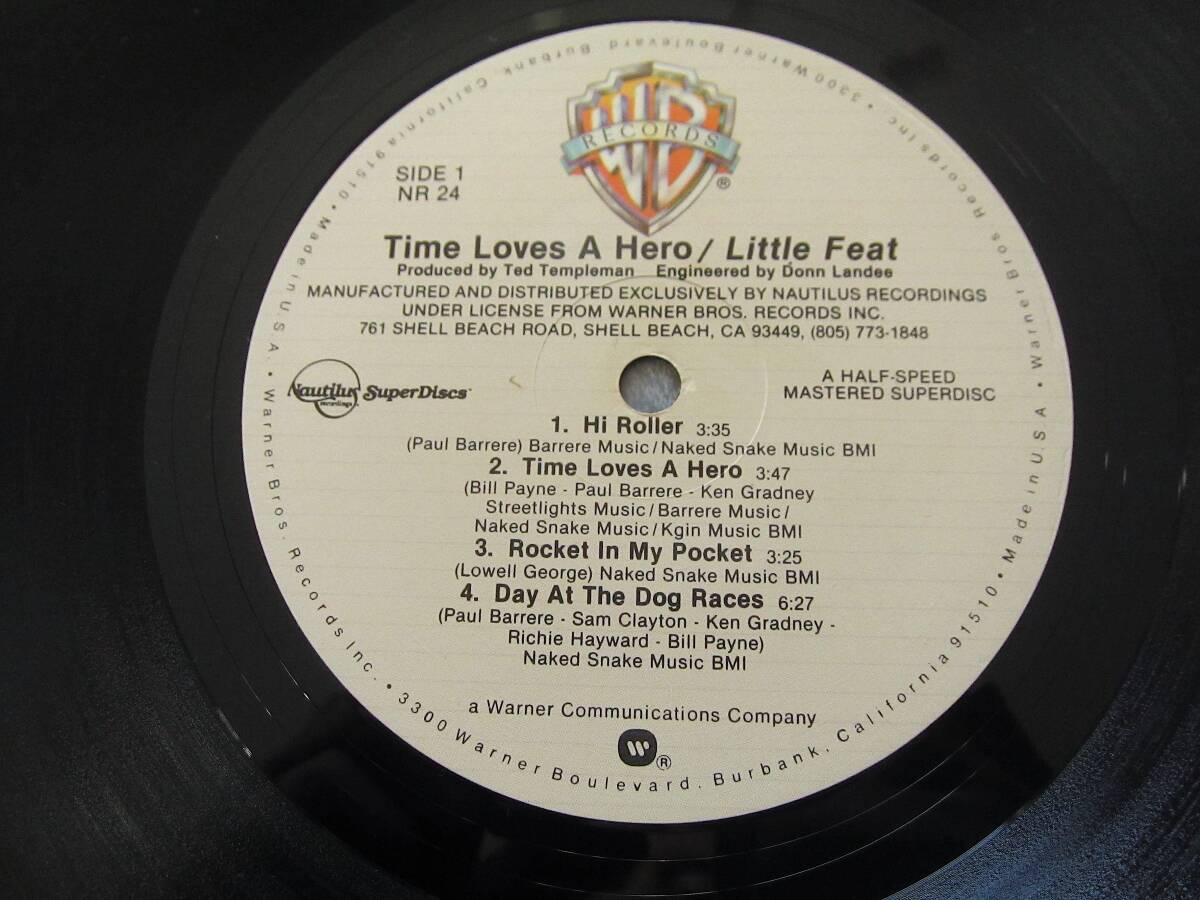 WB
RECORDS
®
SIDE 1
NR 24
Time Loves A Hero / Little Feat
Produced by Ted Templeman Engineered by Donn Landee
MANUFACTURED AND DISTRIBUTED EXCLUSIVELY BY NAUTILUS RECORDINGS
UNDER LICENSE FROM WARNER BROS. RECORDS INC.
761 SHELL BEACH ROAD, SHELL BEACH, CA 93449, (805) 773-1848
Nautilus SuperDiscs
recordings
A HALF-SPEED
MASTERED SUPERDISC
1. Hi Roller 3:35
(Paul Barrere) Barrere Music/Naked Snake Music BMI
2. Time Loves A Hero 3:47
(Bill Payne - Paul Barrere - Ken Gradney
Streetlights Music/Barrere Music/
Naked Snake Music/Kgin Music BMI
3. Rocket In My Pocket 3:25
(Lowell George) Naked Snake Music BMI
4. Day At The Dog Races 6:27
(Paul Barrere - Sam Clayton - Ken Gradney -
Richie Hayward - Bill Payne)
Naked Snake Music BMI
a Warner Communications Company
®
Warner Bros. Records Inc. • 3300 Warner Boulevard, Burbank, California 91510 • Made in U.S.A. • Warner Bros. Records Inc. • 3300 Warner Boulevard, Burbank, California 91510 • Made in U.S.A. •